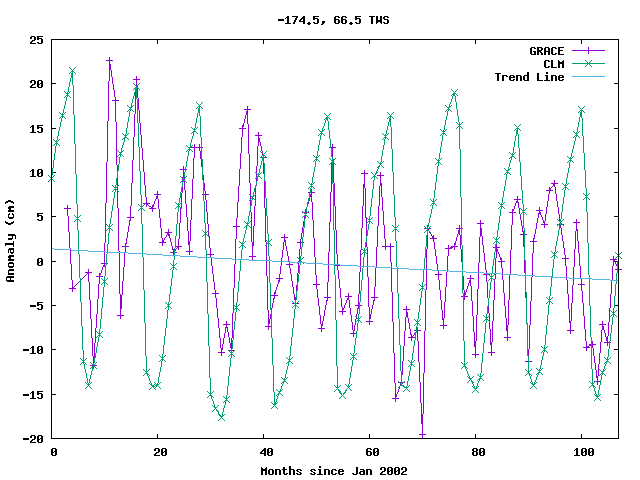 -174.5, 66.5 TWS
GRACE
CLM
Trend Line
25
20
15
10
5
0
-5
-10
-15
-20
Anomaly (cm)
0 20 40 60 80 100
Months since Jan 2002